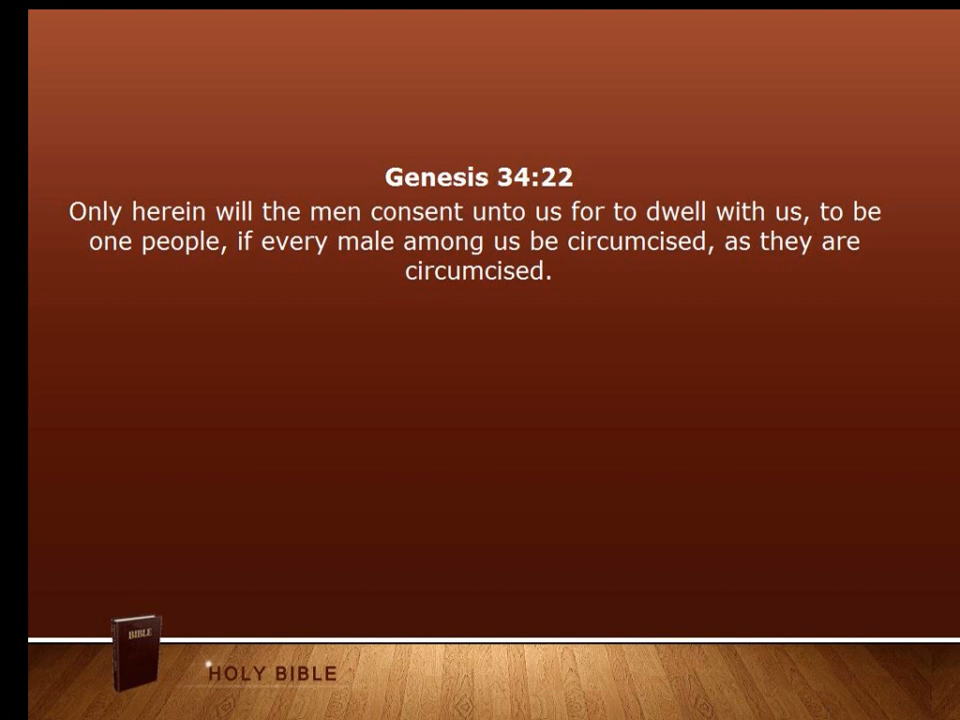 Genesis 34:22
Only herein will the men consent unto us for to dwell with us, to be
one people, if every male among us be circumcised, as they are
circumcised.
BIBLE
HOLY BIBLE